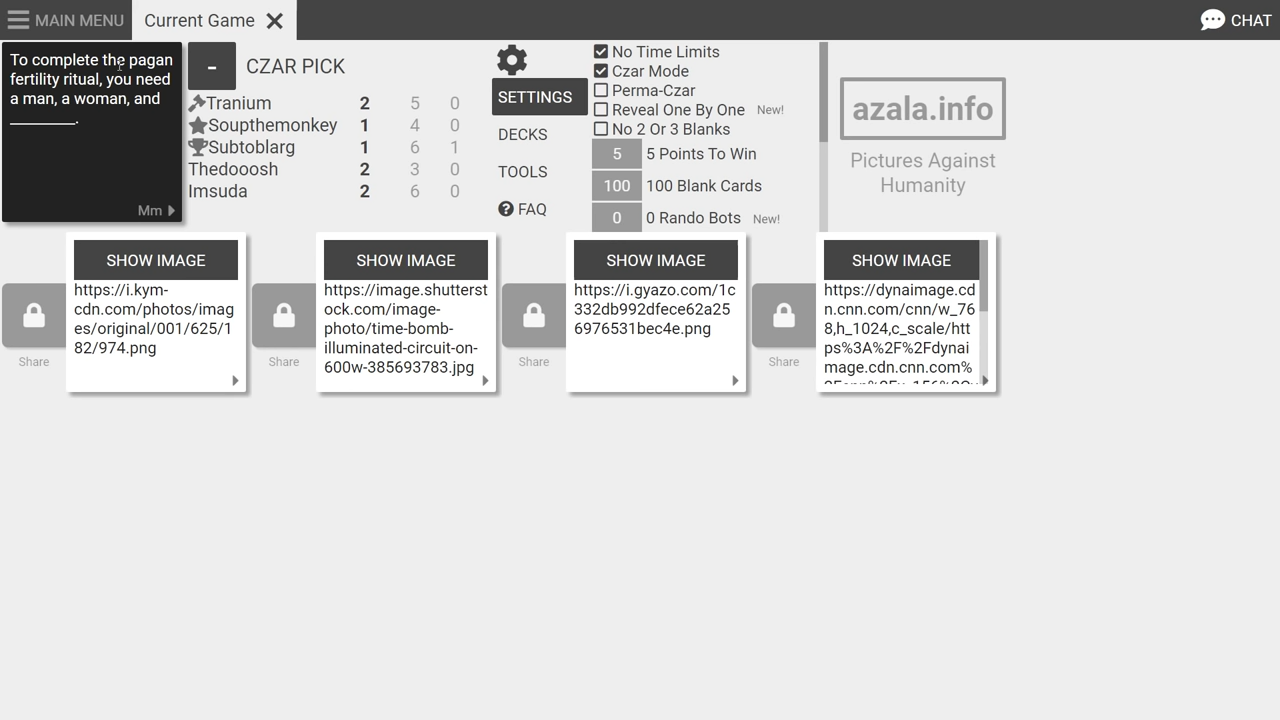 MAIN MENU
Current Game
CHAT
To complete the pagan
fertility ritual, you need
a man, a woman, and
________.
Mm
-
CZAR PICK
Tranium 2 5 0
Soupthemonkey 1 4 0
Subtoblarg 1 6 1
Thedooosh 2 3 0
Imsuda 2 6 0
SETTINGS
DECKS
TOOLS
FAQ
No Time Limits
Czar Mode
Perma-Czar
Reveal One By One New!
No 2 Or 3 Blanks
5 5 Points To Win
100 100 Blank Cards
0 0 Rando Bots New!
azala.info
Pictures Against
Humanity
Share
SHOW IMAGE
https://i.kym-
cdn.com/photos/imag
es/original/001/625/1
82/974.png
Share
SHOW IMAGE
https://image.shutterst
ock.com/image-
photo/time-bomb-
illuminated-circuit-on-
600w-385693783.jpg
Share
SHOW IMAGE
https://i.gyazo.com/1c
332db992dfece62a25
6976531bec4e.png
Share
SHOW IMAGE
https://dynaimage.cd
n.cnn.com/cnn/w_76
8,h_1024,c_scale/htt
ps%3A%2F%2Fdynai
mage.cdn.cnn.com%